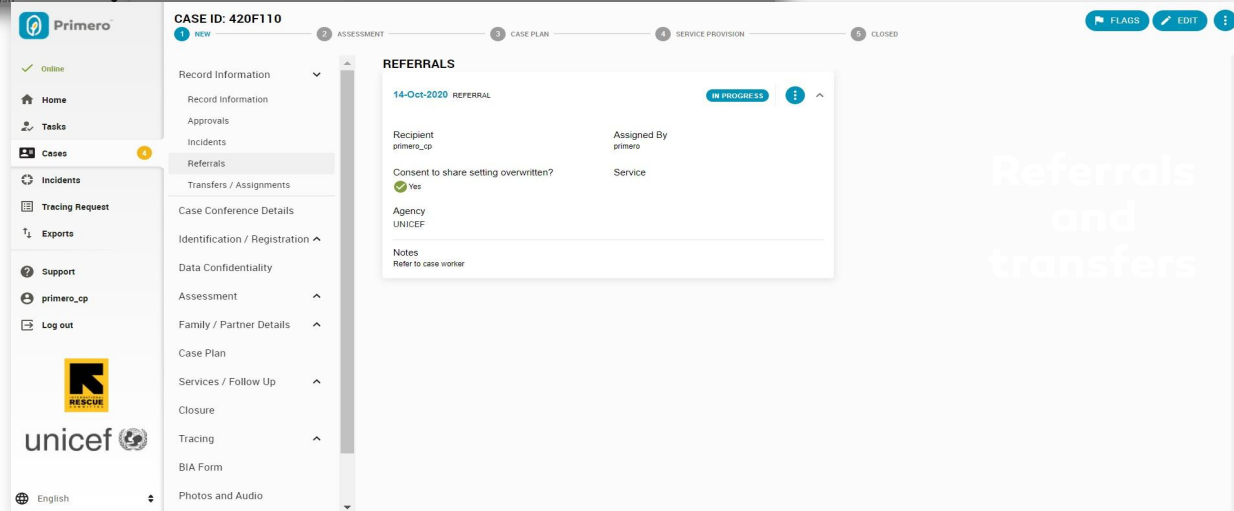 Primero
Online
Home
Tasks
Cases 4
Incidents
Tracing Request
Exports
Support
primero_cp
Log out
INTERNATIONAL
RESCUE
COMMITTEE
unicef
English
CASE ID: 420F110
1 NEW 2 ASSESSMENT 3 CASE PLAN 4 SERVICE PROVISION 5 CLOSED
FLAGS EDIT
Record Information
Record Information
Approvals
Incidents
Referrals
Transfers / Assignments
Case Conference Details
Identification / Registration
Data Confidentiality
Assessment
Family / Partner Details
Case Plan
Services / Follow Up
Closure
Tracing
BIA Form
Photos and Audio
REFERRALS
14-Oct-2020 REFERRAL IN PROGRESS
Recipient
primero_cp
Assigned By
primero
Consent to share setting overwritten?
Yes
Service
Agency
UNICEF
Notes
Refer to case worker
Referrals
and
transfers